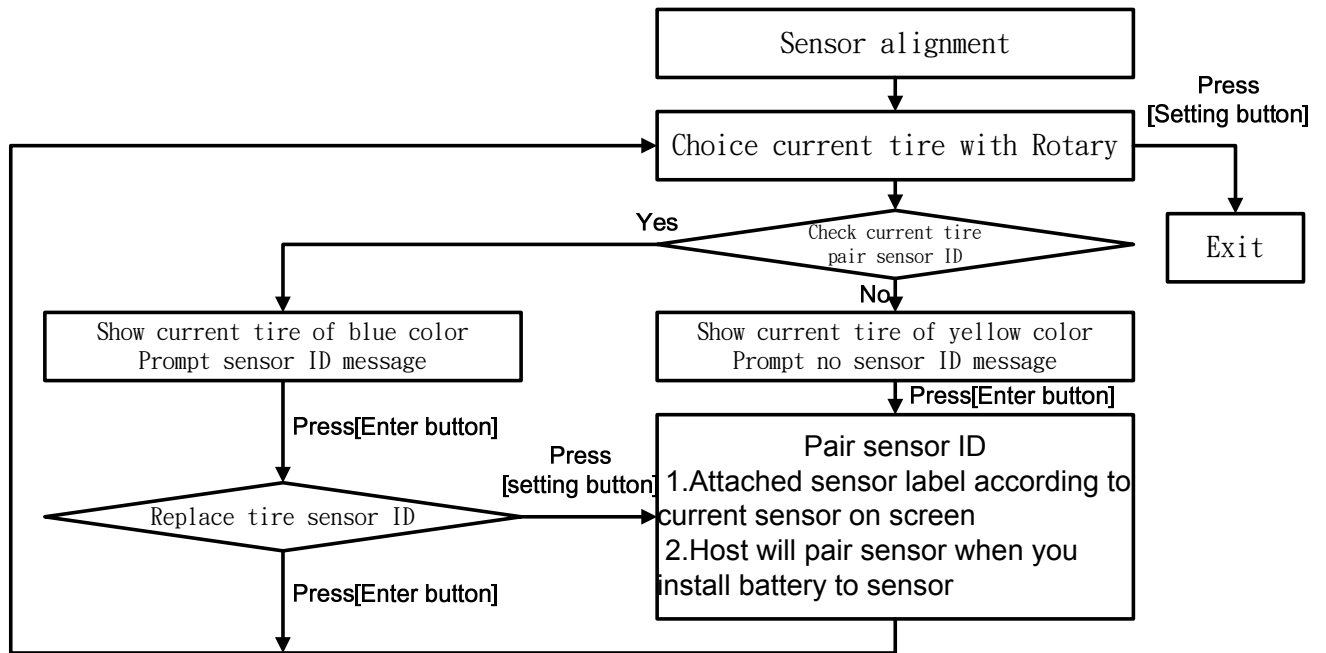 Sensor alignment
Press
[Setting button]
Choice current tire with Rotary
Yes
Check current tire
pair sensor ID
Exit
No
Show current tire of blue color
Prompt sensor ID message
Show current tire of yellow color
Prompt no sensor ID message
Press[Enter button]
Press[Enter button]
Pair sensor ID
1.Attached sensor label according to
current sensor on screen
2.Host will pair sensor when you
install battery to sensor
Press
[setting button]
Replace tire sensor ID
Press[Enter button]